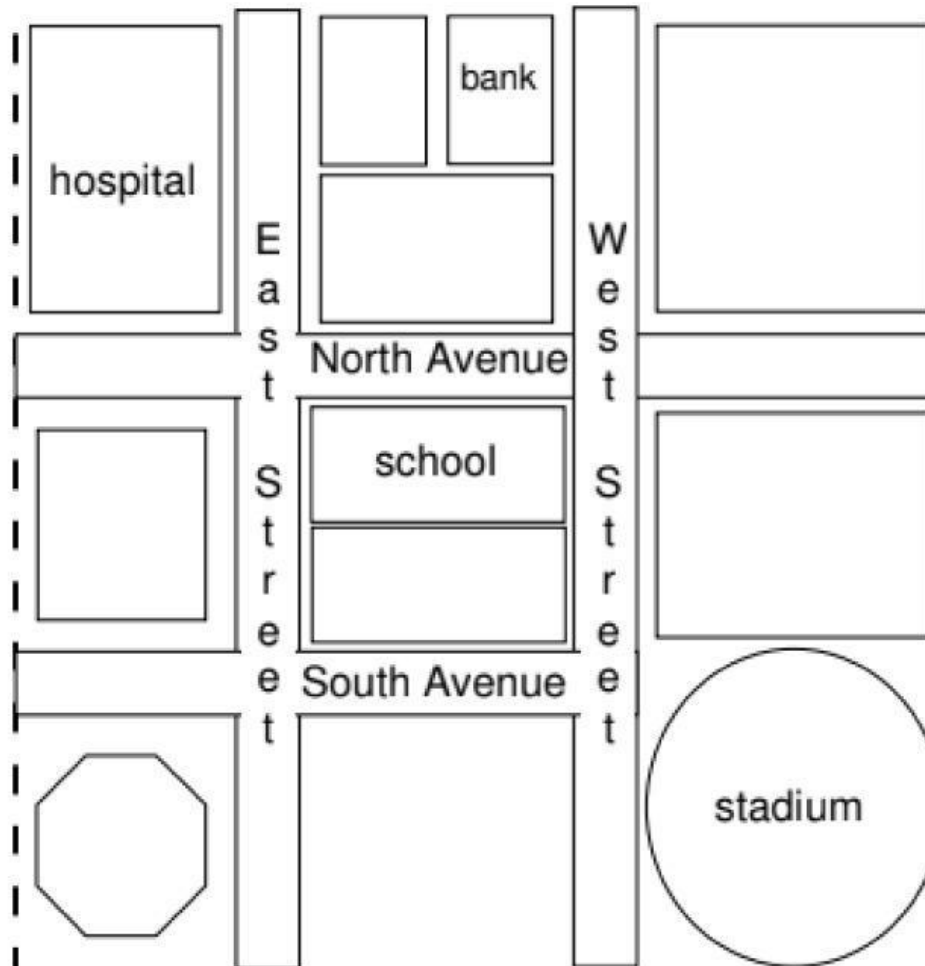 bank
hospital
East Street
West Street
North Avenue
school
South Avenue
stadium